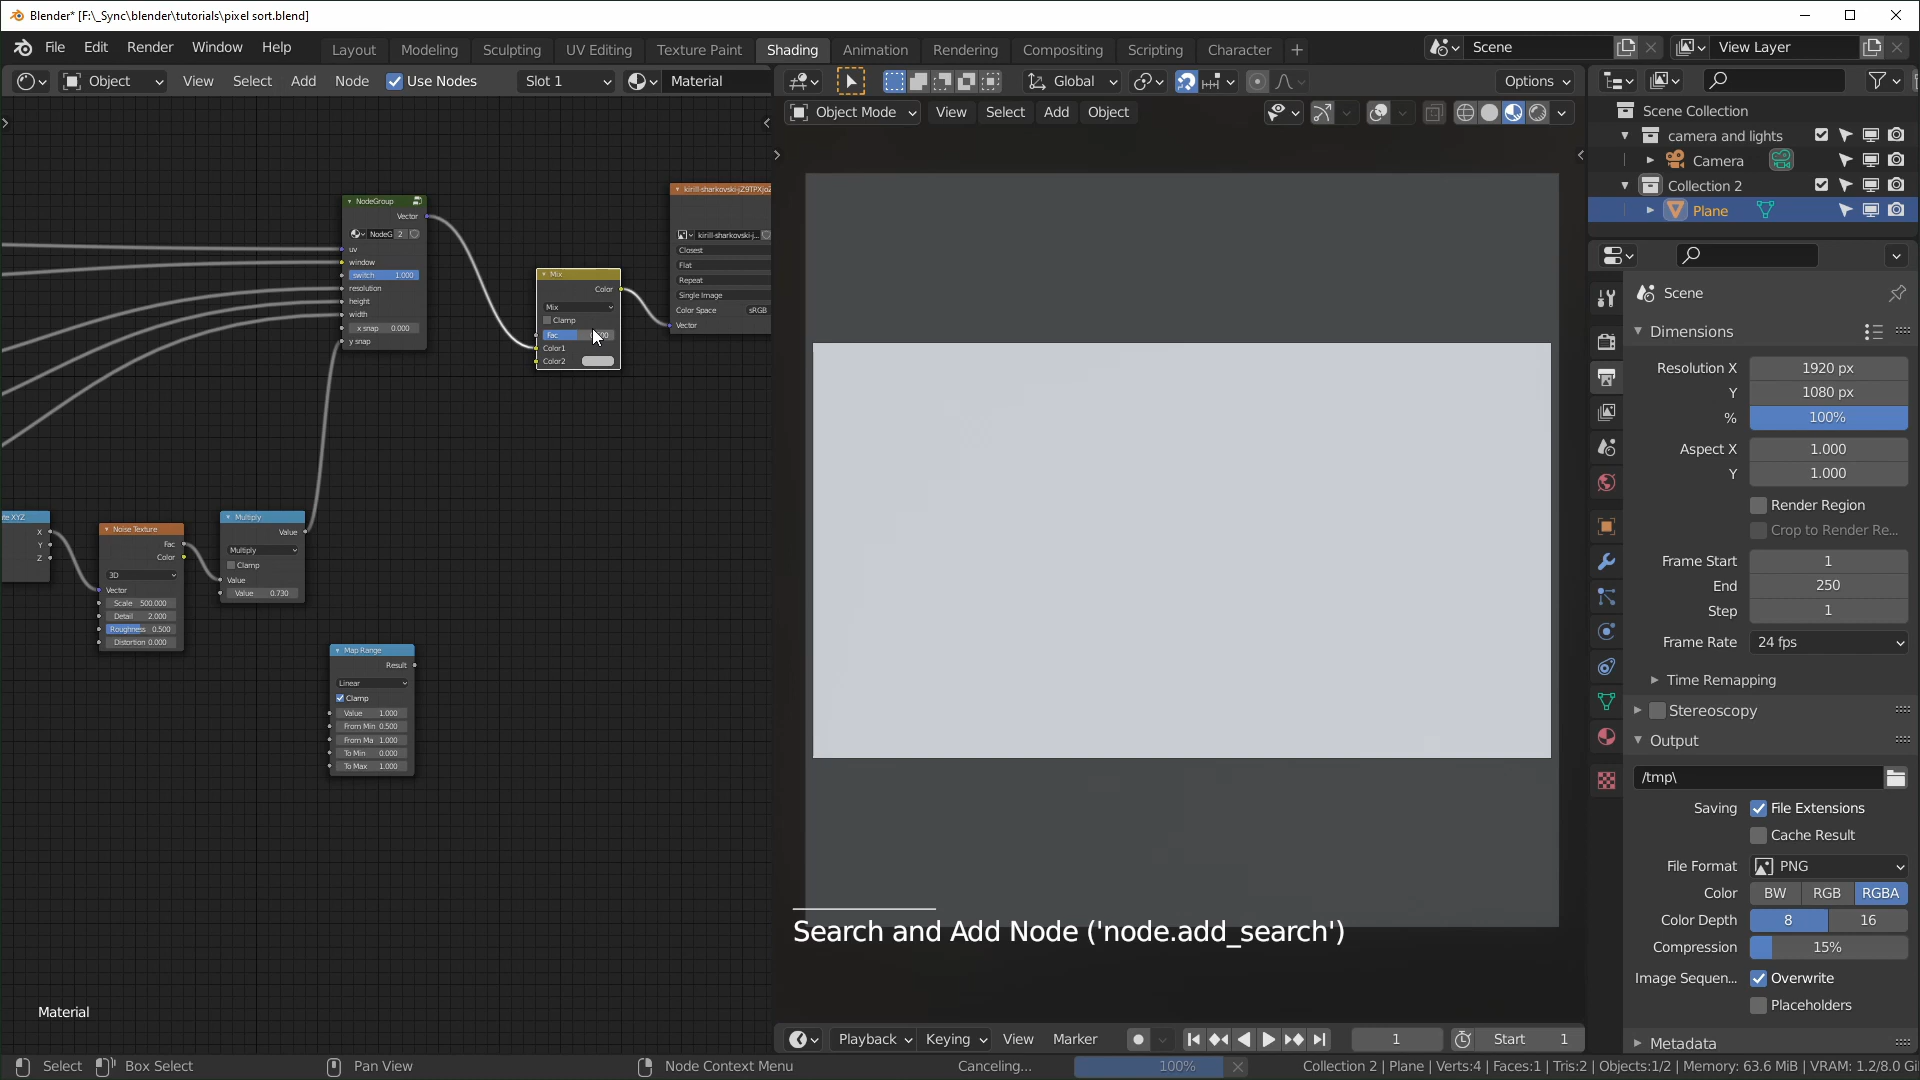 Blender* [F:\_Sync\blender\tutorials\pixel sort.blend]
File Edit Render Window Help
Layout Modeling Sculpting UV Editing Texture Paint Shading Animation Rendering Compositing Scripting Character
Scene
View Layer
Object View Select Add Node Use Nodes Slot 1 Material
Global
Options
Object Mode View Select Add Object
Scene Collection
camera and lights
Camera
Collection 2
Plane
NodeGroup
Vector
NodeG 2
uv
window
switch 1.000
resolution
height
width
x snap 0.000
y snap
Mix
Color
Mix
Clamp
Fac
Color1
Color2
kirill-sharkovski-
kirill-sharkovski-j...
Closest
Flat
Repeat
Single Image
Color Space sRGB
Vector
X
Y
Z
Noise Texture
Fac
Color
3D
Vector
Scale 500.000
Detail 2.000
Roughness 0.500
Distortion 0.000
Multiply
Value
Multiply
Clamp
Value
Value 0.730
Map Range
Result
Linear
Clamp
Value 1.000
From Min 0.500
From Ma 1.000
To Min 0.000
To Max 1.000
Material
Search and Add Node ('node.add_search')
Scene
Dimensions
Resolution X 1920 px
Y 1080 px
% 100%
Aspect X 1.000
Y 1.000
Render Region
Crop to Render Re...
Frame Start 1
End 250
Step 1
Frame Rate 24 fps
Time Remapping
Stereoscopy
Output
/tmp\
Saving File Extensions
Cache Result
File Format PNG
Color BW RGB RGBA
Color Depth 8 16
Compression 15%
Image Sequen... Overwrite
Placeholders
Metadata
Playback Keying View Marker
1
Start 1
Select Box Select Pan View Node Context Menu Canceling... 100% Collection 2 | Plane | Verts:4 | Faces:1 | Tris:2 | Objects:1/2 | Memory: 63.6 MiB | VRAM: 1.2/8.0 Gi